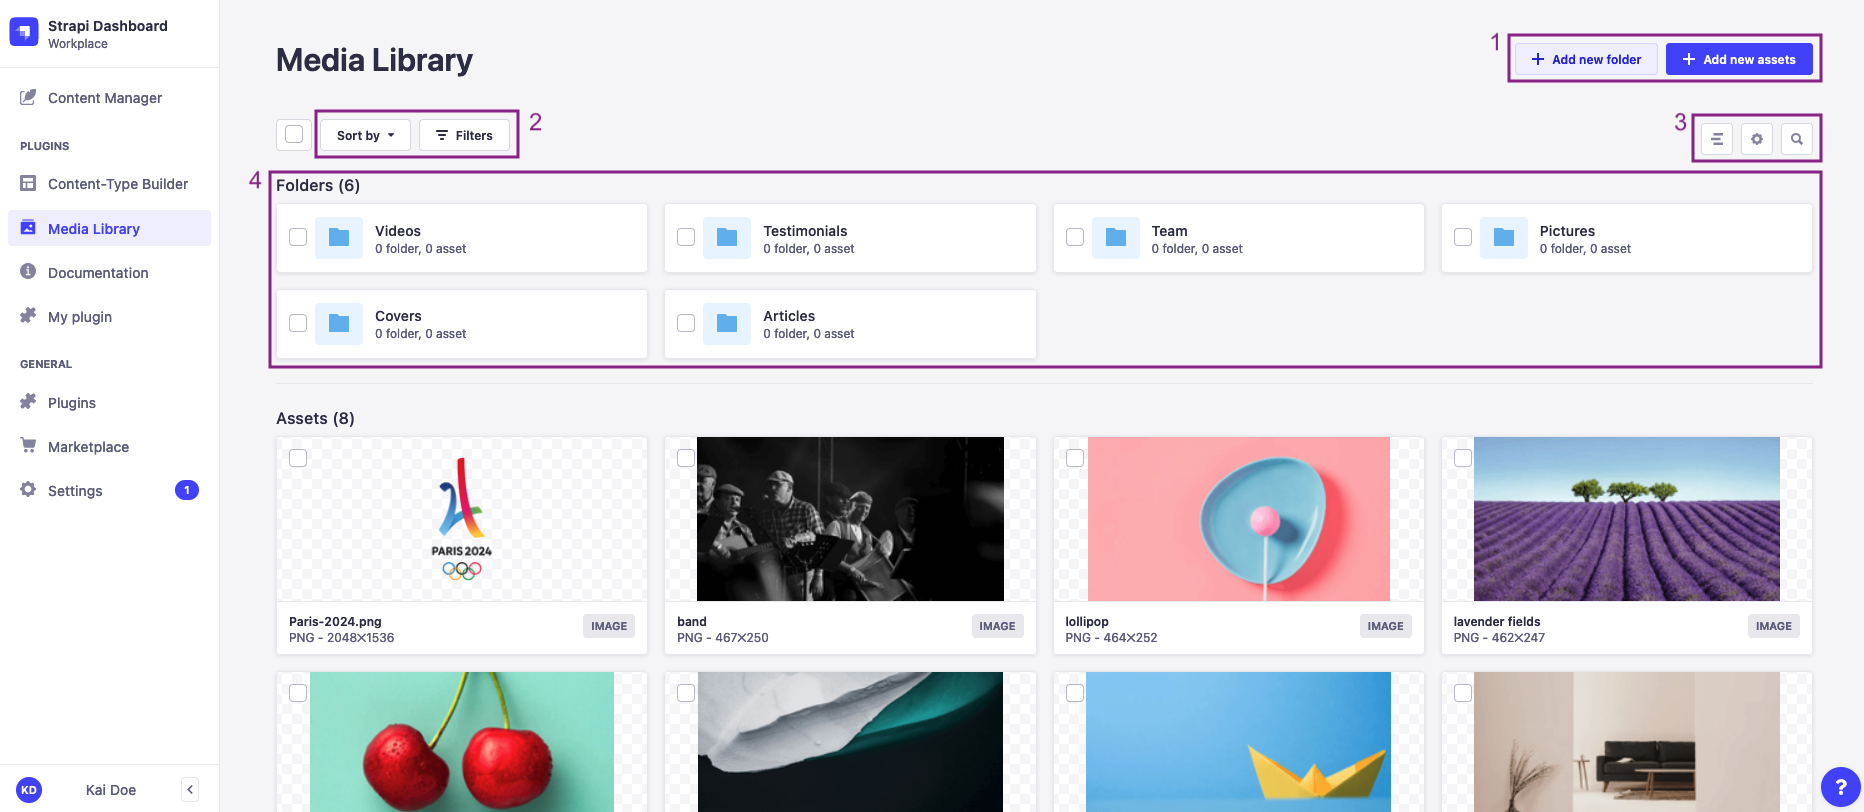 Strapi Dashboard
Workplace
Content Manager
PLUGINS
Content-Type Builder
Media Library
Documentation
My plugin
GENERAL
Plugins
Marketplace
Settings
1
KD
Kai Doe
Media Library
1
Add new folder
Add new assets
Sort by
Filters
2
3
4
Folders (6)
Videos
0 folder, 0 asset
Testimonials
0 folder, 0 asset
Team
0 folder, 0 asset
Pictures
0 folder, 0 asset
Covers
0 folder, 0 asset
Articles
0 folder, 0 asset
Assets (8)
PARIS 2024
Paris-2024.png
PNG - 2048✕1536
IMAGE
band
PNG - 467✕250
IMAGE
lollipop
PNG - 464✕252
IMAGE
lavender fields
PNG - 462✕247
IMAGE
?